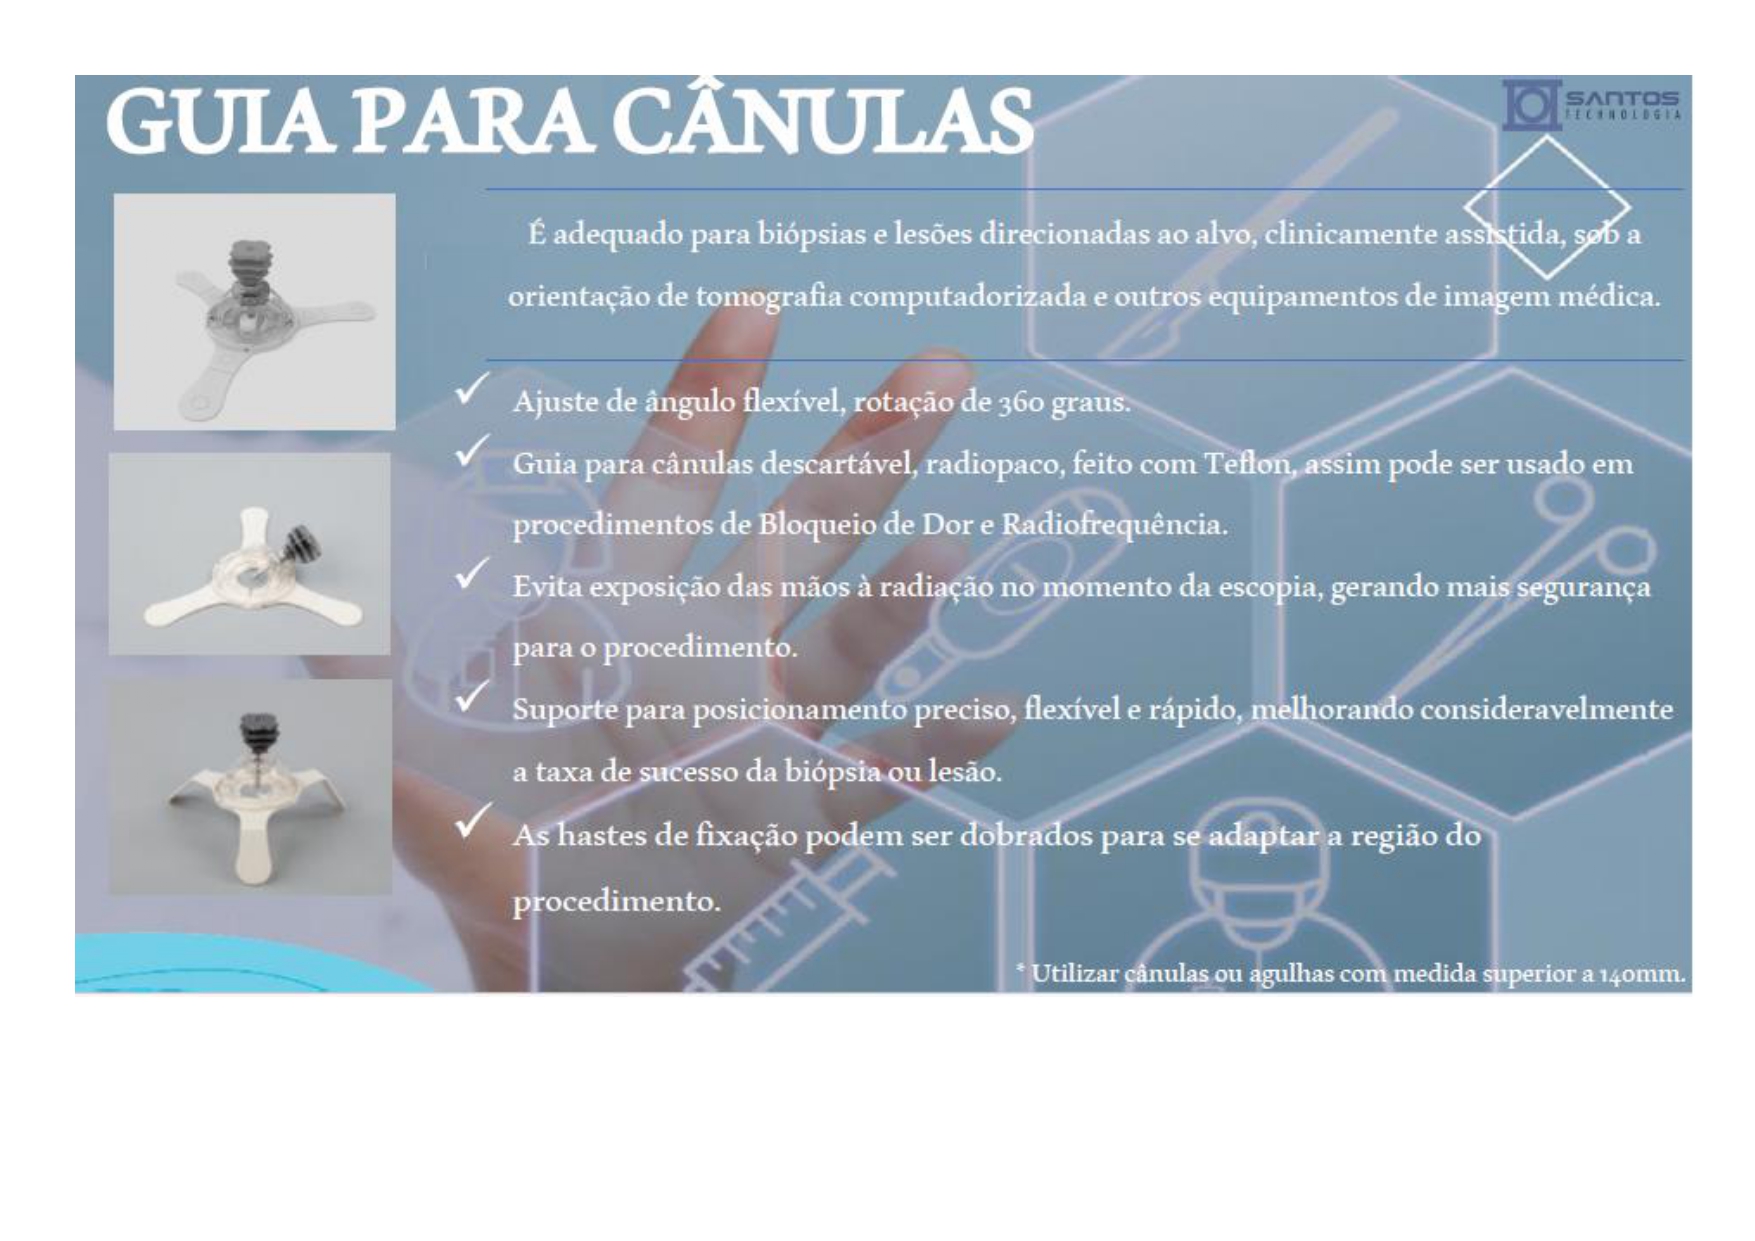 GUIA PARA CÂNULAS
SANTOS
TECHNOLOGIA
É adequado para biópsias e lesões direcionadas ao alvo, clinicamente assistida, sob a
orientação de tomografia computadorizada e outros equipamentos de imagem médica.
✓ Ajuste de ângulo flexível, rotação de 360 graus.
✓ Guia para cânulas descartável, radiopaco, feito com Teflon, assim pode ser usado em
procedimentos de Bloqueio de Dor e Radiofrequência.
✓ Evita exposição das mãos à radiação no momento da escopia, gerando mais segurança
para o procedimento.
✓ Suporte para posicionamento preciso, flexível e rápido, melhorando consideravelmente
a taxa de sucesso da biópsia ou lesão.
✓ As hastes de fixação podem ser dobrados para se adaptar a região do
procedimento.
* Utilizar cânulas ou agulhas com medida superior a 140mm.